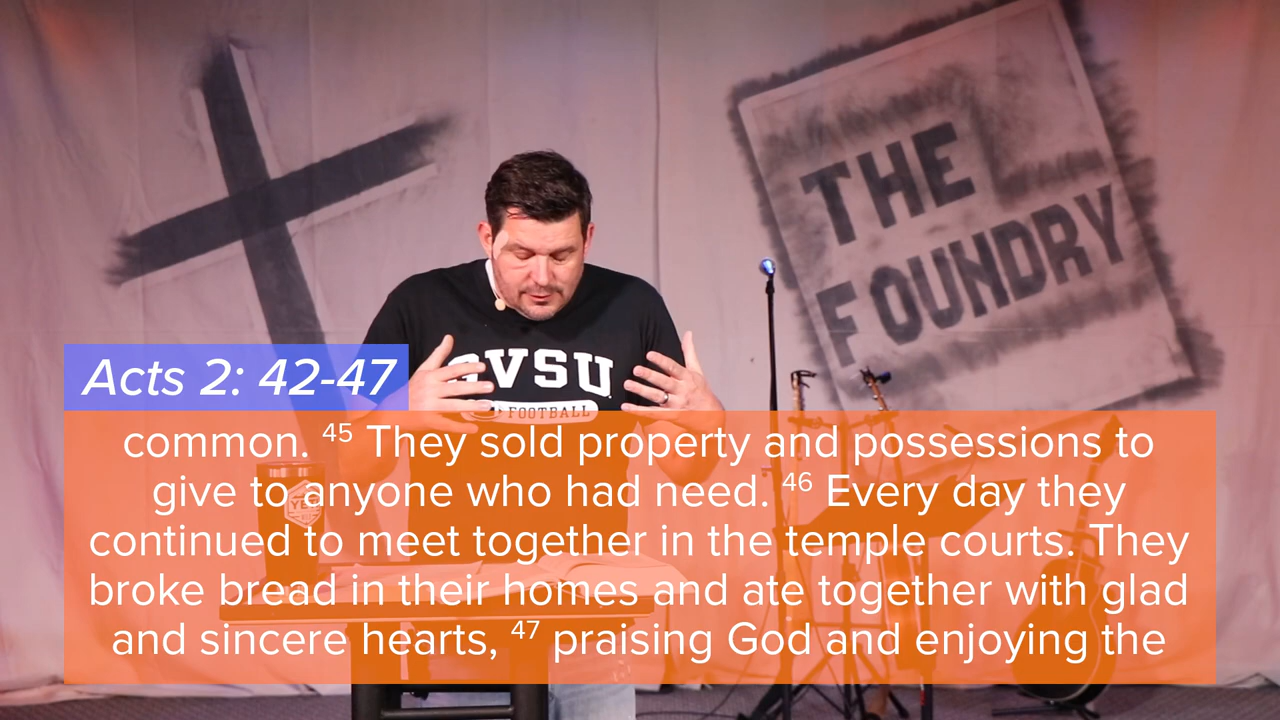 THE
FOUNDRY
GVSU
FOOTBALL
Acts 2: 42-47
common. ⁴⁵ They sold property and possessions to
give to anyone who had need. ⁴⁶ Every day they
continued to meet together in the temple courts. They
broke bread in their homes and ate together with glad
and sincere hearts, ⁴⁷ praising God and enjoying the